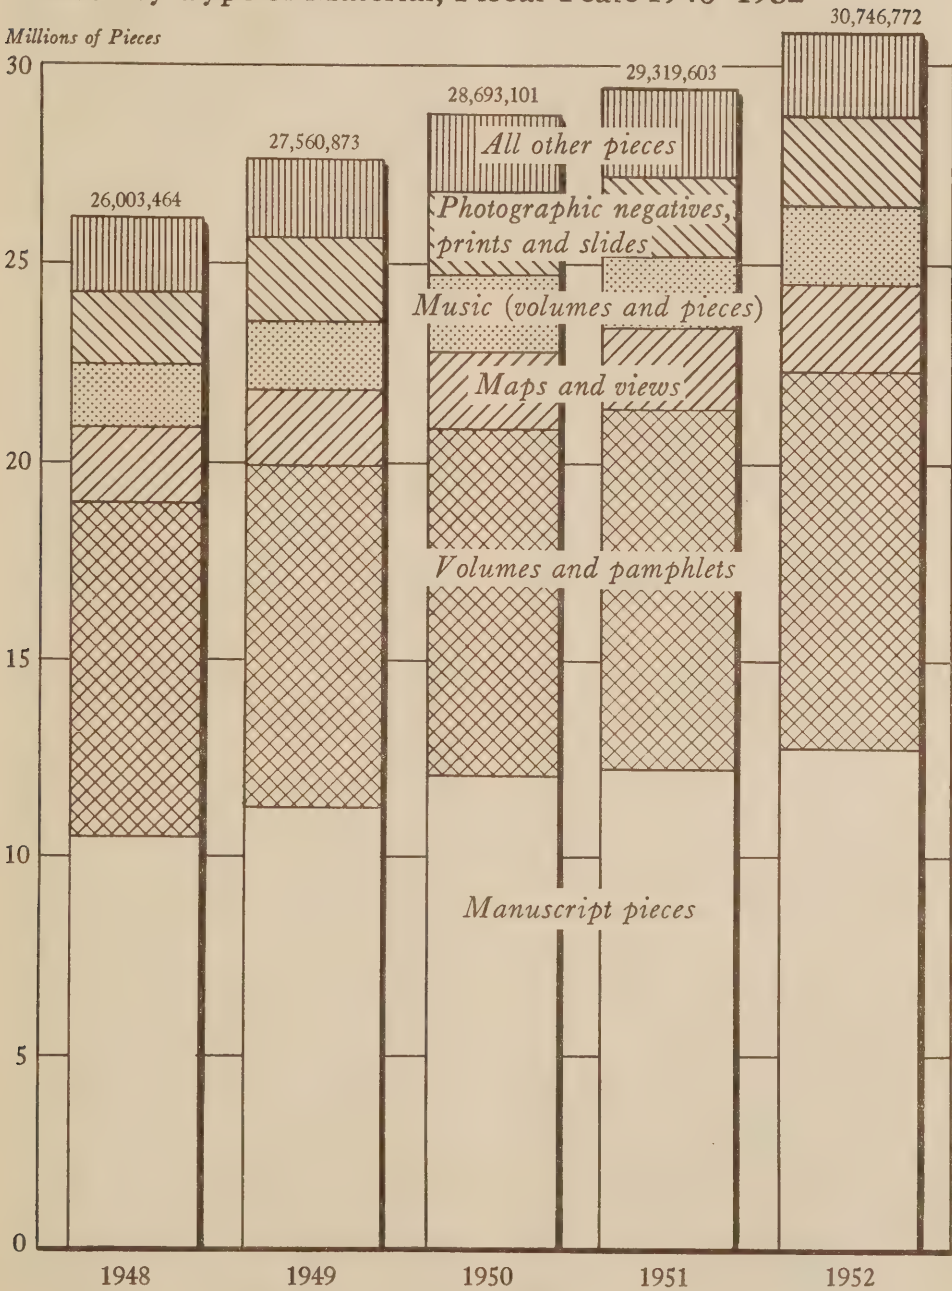 Millions of Pieces
30,746,772
30
29,319,603
28,693,101
27,560,873
26,003,464
All other pieces
Photographic negatives,
prints and slides
25
Music (volumes and pieces)
Maps and views
20
Volumes and pamphlets
15
10
Manuscript pieces
5
0
1948 1949 1950 1951 1952